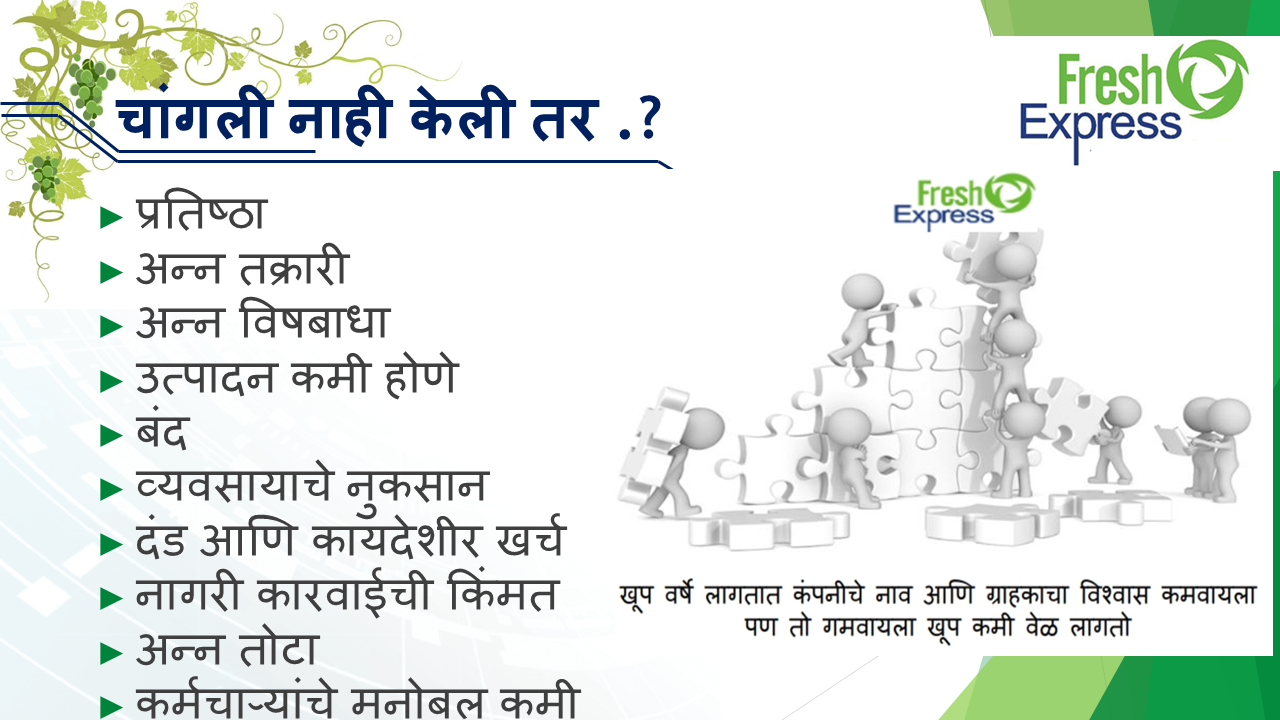 चांगली नाही केली तर .?
Fresh
Express
Fresh
Express
प्रतिष्ठा
अन्न तक्रारी
अन्न विषबाधा
उत्पादन कमी होणे
बंद
व्यवसायाचे नुकसान
दंड आणि कायदेशीर खर्च
नागरी कारवाईची किंमत
अन्न तोटा
कर्मचाऱ्यांचे मनोबल कमी
खूप वर्षे लागतात कंपनीचे नाव आणि ग्राहकाचा विश्वास कमवायला
पण तो गमवायला खूप कमी वेळ लागतो